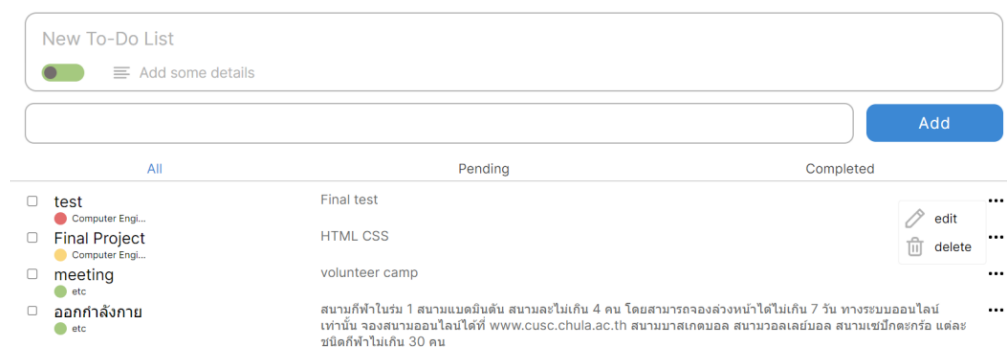 New To-Do List
Add some details
Add
All Pending Completed
test Final test
Computer Engi...
edit
Final Project HTML CSS
Computer Engi...
delete
meeting volunteer camp
etc
ออกกำลังกาย สนามกีฬาในร่ม 1 สนามแบดมินตัน สนามละไม่เกิน 4 คน โดยสามารถจองล่วงหน้าได้ไม่เกิน 7 วัน ทางระบบออนไลน์
etc เท่านั้น จองสนามออนไลน์ได้ที่ www.cusc.chula.ac.th สนามบาสเกตบอล สนามวอลเลย์บอล สนามเซปักตะกร้อ แต่ละ
ชนิดกีฬาไม่เกิน 30 คน